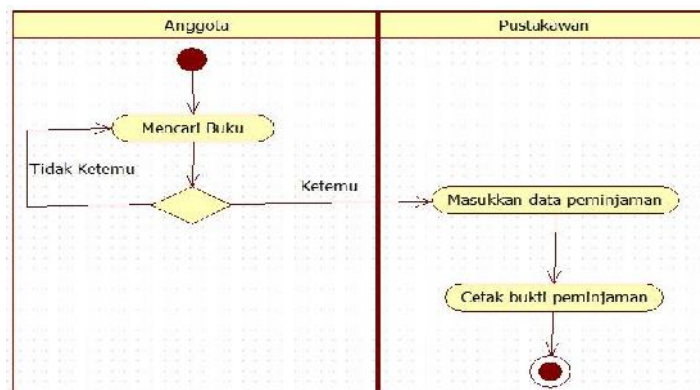 Anggota
Pustakawan
Mencari Buku
Tidak Ketemu
Ketemu
Masukkan data peminjaman
Cetak bukti peminjaman